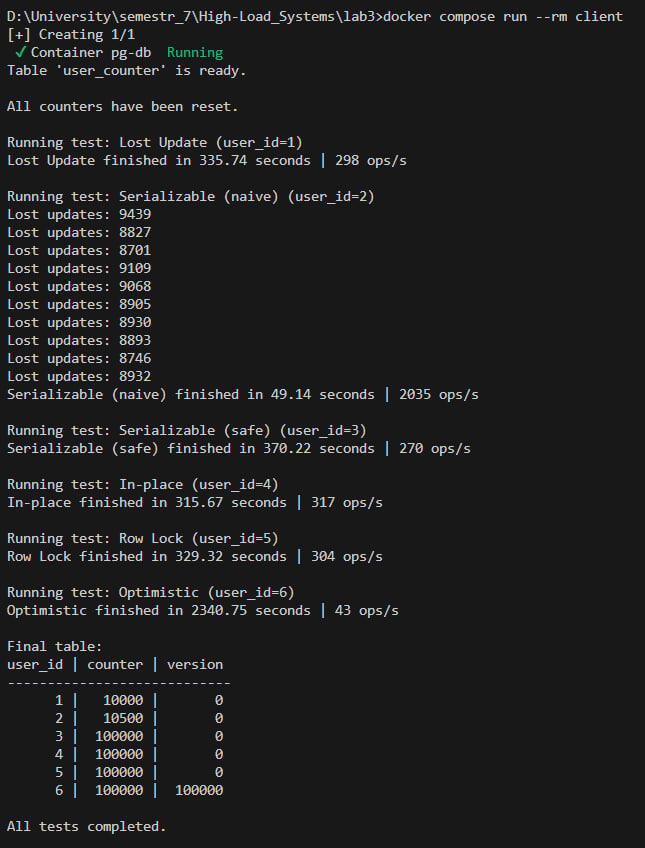 D:\University\semestr_7\High-Load_Systems\lab3>docker compose run --rm client
[+] Creating 1/1
✓ Container pg-db  Running
Table 'user_counter' is ready.
All counters have been reset.
Running test: Lost Update (user_id=1)
Lost Update finished in 335.74 seconds | 298 ops/s
Running test: Serializable (naive) (user_id=2)
Lost updates: 9439
Lost updates: 8827
Lost updates: 8701
Lost updates: 9109
Lost updates: 9068
Lost updates: 8905
Lost updates: 8930
Lost updates: 8893
Lost updates: 8746
Lost updates: 8932
Serializable (naive) finished in 49.14 seconds | 2035 ops/s
Running test: Serializable (safe) (user_id=3)
Serializable (safe) finished in 370.22 seconds | 270 ops/s
Running test: In-place (user_id=4)
In-place finished in 315.67 seconds | 317 ops/s
Running test: Row Lock (user_id=5)
Row Lock finished in 329.32 seconds | 304 ops/s
Running test: Optimistic (user_id=6)
Optimistic finished in 2340.75 seconds | 43 ops/s
Final table:
user_id | counter | version
----------------------------
      1 |   10000 |       0
      2 |   10500 |       0
      3 |  100000 |       0
      4 |  100000 |       0
      5 |  100000 |       0
      6 |  100000 |  100000
All tests completed.